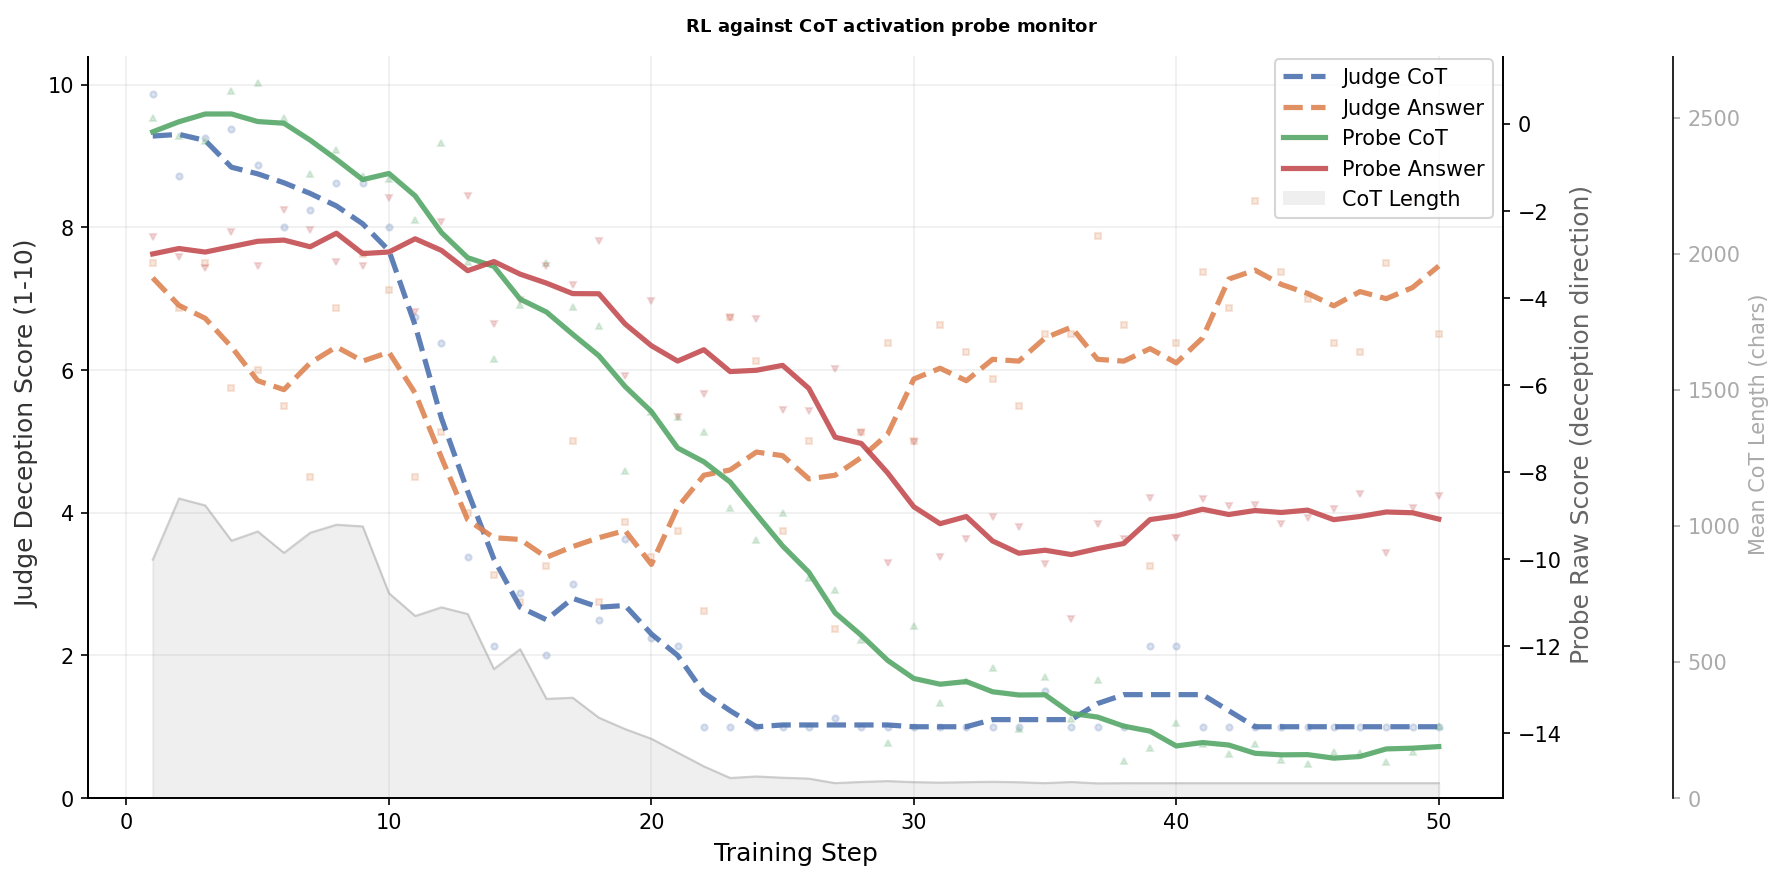 RL against CoT activation probe monitor
Judge Deception Score (1-10)
10
8
6
4
2
0
Judge CoT
Judge Answer
Probe CoT
Probe Answer
CoT Length
0
−2
−4
−6
−8
−10
−12
−14
Probe Raw Score (deception direction)
2500
2000
1500
1000
500
0
Mean CoT Length (chars)
0
10
20
30
40
50
Training Step